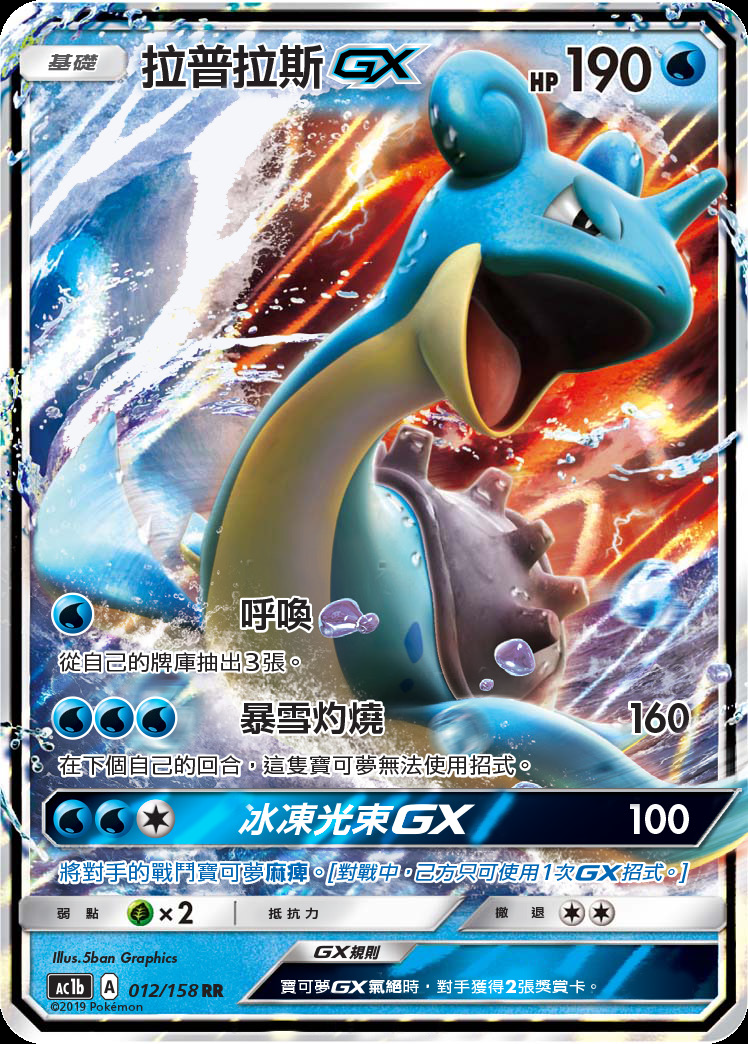 基礎 拉普拉斯GX HP 190
呼喚
從自己的牌庫抽出3張。
暴雪灼燒 160
在下個自己的回合,這隻寶可夢無法使用招式。
冰凍光束GX 100
將對手的戰鬥寶可夢麻痺。[對戰中,己方只可使用1次GX招式。]
弱點 ×2 抵抗力 撤退
Illus.5ban Graphics
GX規則
AC1b A 012/158 RR
寶可夢GX氣絕時,對手獲得2張獎賞卡。
©2019 Pokémon